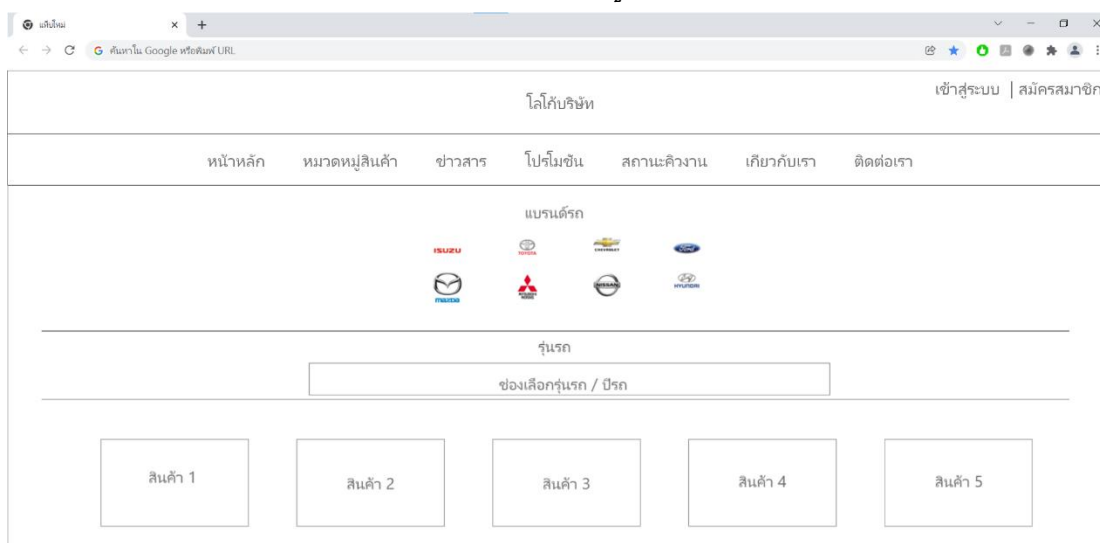 แท็บใหม่
ค้นหาใน Google หรือพิมพ์ URL
เข้าสู่ระบบ | สมัครสมาชิก
โลโก้บริษัท
หน้าหลัก หมวดหมู่สินค้า ข่าวสาร โปรโมชัน สถานะคิวงาน เกี่ยวกับเรา ติดต่อเรา
แบรนด์รถ
ISUZU TOYOTA CHEVROLET Ford
mazda MITSUBISHI MOTORS NISSAN HYUNDAI
รุ่นรถ
ช่องเลือกรุ่นรถ / ปีรถ
สินค้า 1 สินค้า 2 สินค้า 3 สินค้า 4 สินค้า 5